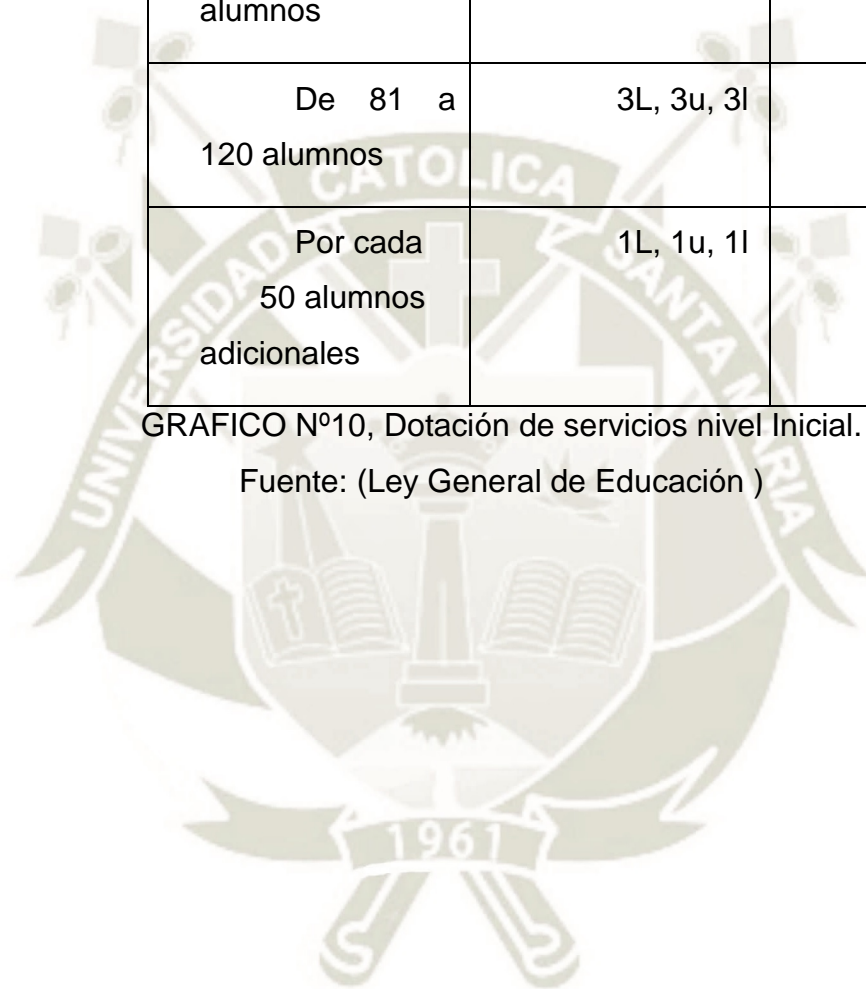 alumnos
De 81 a 3L, 3u, 3l
120 alumnos
Por cada 1L, 1u, 1l
50 alumnos
adicionales
GRAFICO Nº10, Dotación de servicios nivel Inicial.
Fuente: (Ley General de Educación )
UNIVERSIDAD CATOLICA SANTA MARIA
1961